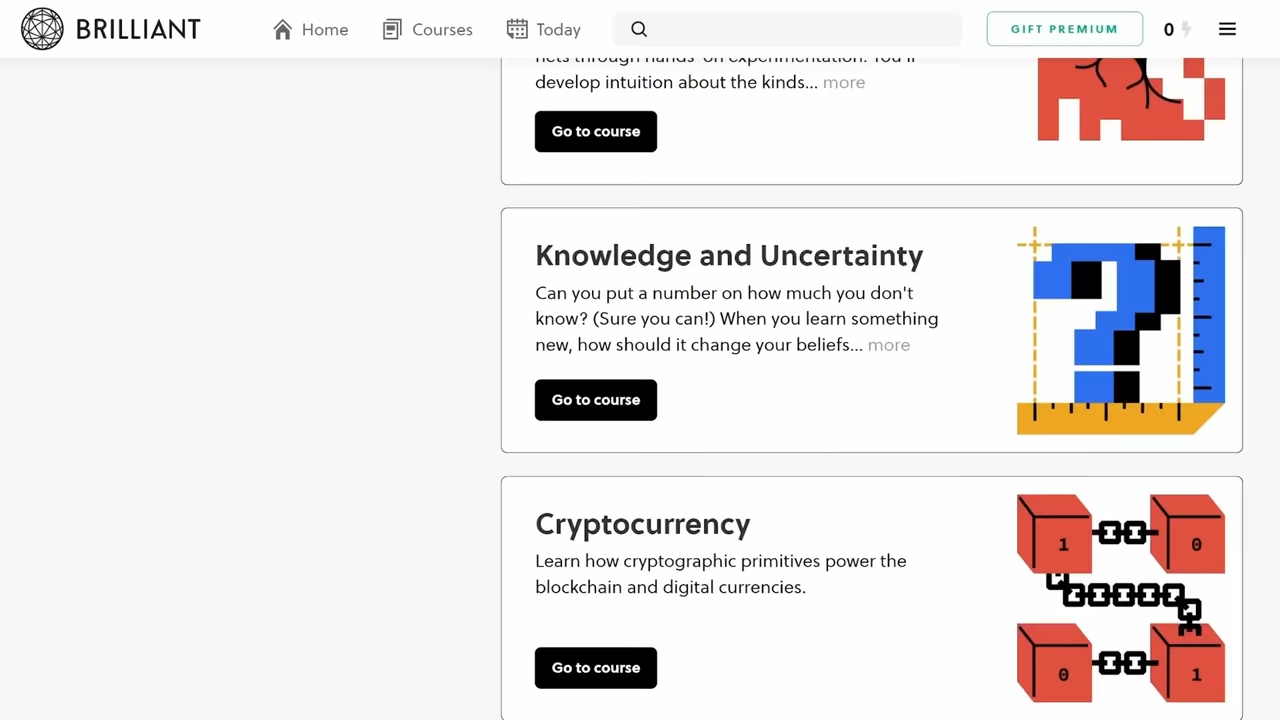 BRILLIANT
Home
Courses
Today
GIFT PREMIUM
0
nets through hands-on experimentation. You'll
develop intuition about the kinds... more
Go to course
Knowledge and Uncertainty
Can you put a number on how much you don't
know? (Sure you can!) When you learn something
new, how should it change your beliefs... more
Go to course
Cryptocurrency
Learn how cryptographic primitives power the
blockchain and digital currencies.
Go to course
1
0
0
1